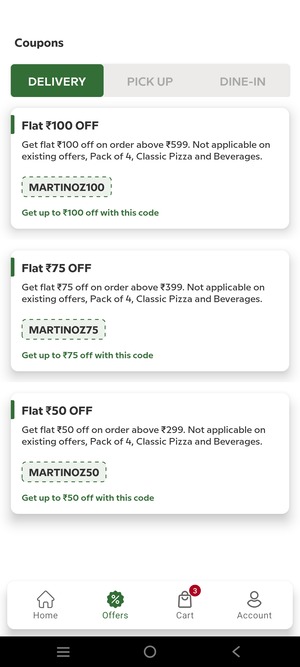 Coupons
DELIVERY
PICK UP
DINE-IN
Flat ₹100 OFF
Get flat ₹100 off on order above ₹599. Not applicable on
existing offers, Pack of 4, Classic Pizza and Beverages.
MARTINOZ100
Get up to ₹100 off with this code
Flat ₹75 OFF
Get flat ₹75 off on order above ₹399. Not applicable on
existing offers, Pack of 4, Classic Pizza and Beverages.
MARTINOZ75
Get up to ₹75 off with this code
Flat ₹50 OFF
Get flat ₹50 off on order above ₹299. Not applicable on
existing offers, Pack of 4, Classic Pizza and Beverages.
MARTINOZ50
Get up to ₹50 off with this code
3
Home
Offers
Cart
Account